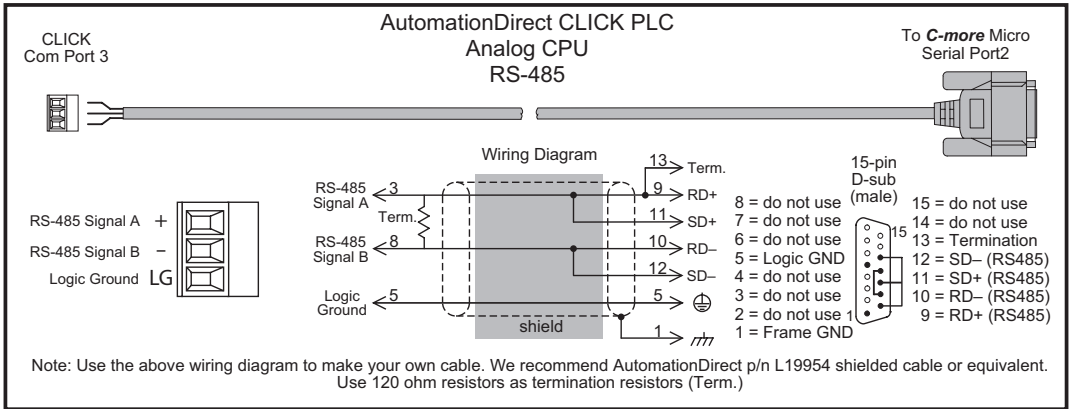 AutomationDirect CLICK PLC
Analog CPU
RS-485
CLICK
Com Port 3
To C-more Micro
Serial Port2
Wiring Diagram
RS-485 Signal A +
RS-485 Signal B –
Logic Ground LG
RS-485
Signal A
3
Term.
RS-485
Signal B
8
Logic
Ground
5
shield
13 Term.
9 RD+
11 SD+
10 RD–
12 SD–
5
1
8 = do not use
7 = do not use
6 = do not use
5 = Logic GND
4 = do not use
3 = do not use
2 = do not use
1 = Frame GND
15-pin
D-sub
(male)
15
1
15 = do not use
14 = do not use
13 = Termination
12 = SD– (RS485)
11 = SD+ (RS485)
10 = RD– (RS485)
9 = RD+ (RS485)
Note: Use the above wiring diagram to make your own cable. We recommend AutomationDirect p/n L19954 shielded cable or equivalent.
Use 120 ohm resistors as termination resistors (Term.)